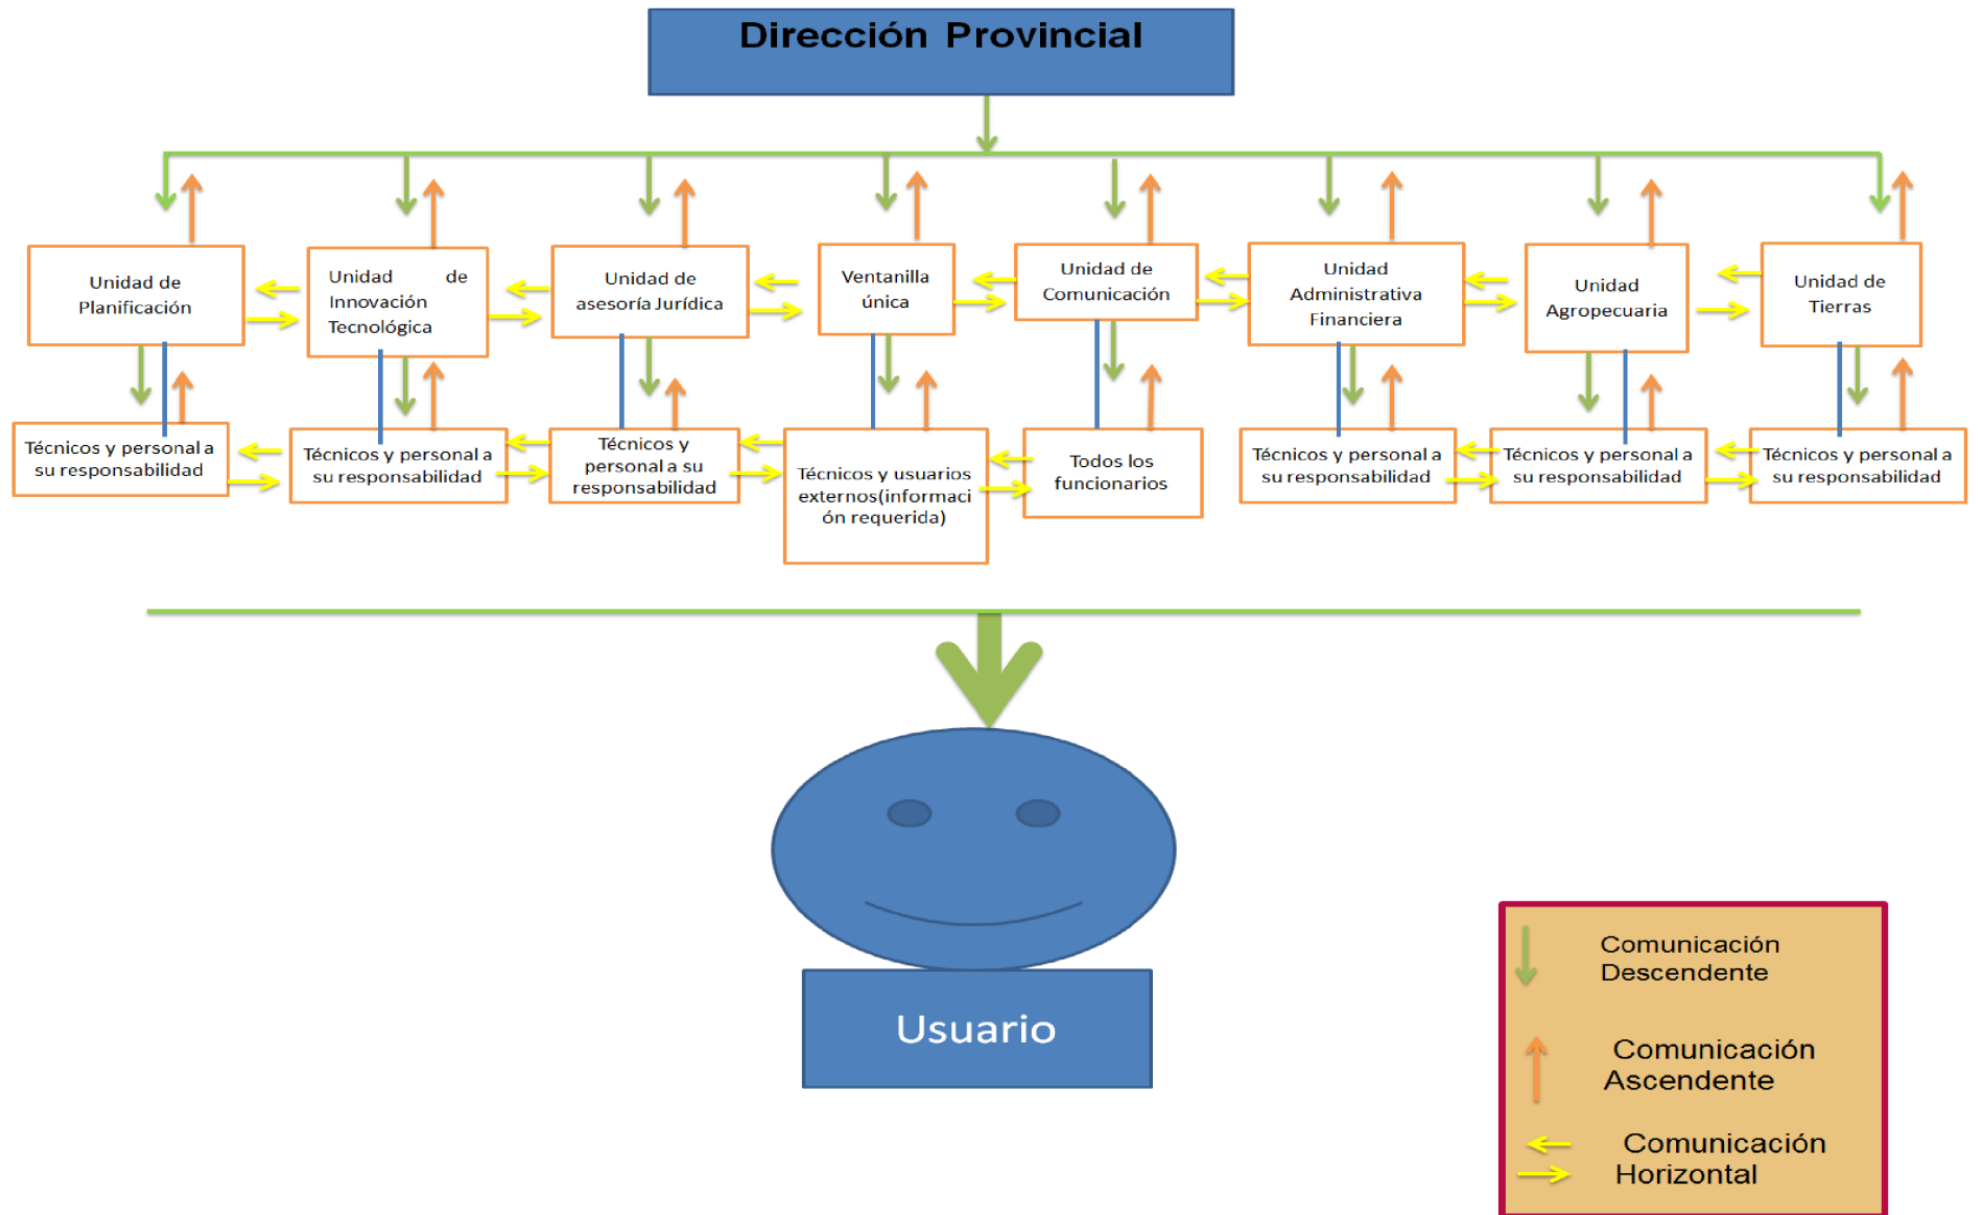 Dirección Provincial
Unidad de
Planificación
Unidad de
Innovación
Tecnológica
Unidad de
asesoría Jurídica
Ventanilla
única
Unidad de
Comunicación
Unidad
Administrativa
Financiera
Unidad
Agropecuaria
Unidad de
Tierras
Técnicos y personal a
su responsabilidad
Técnicos y personal a
su responsabilidad
Técnicos y
personal a su
responsabilidad
Técnicos y usuarios
externos(informaci
ón requerida)
Todos los
funcionarios
Técnicos y personal a
su responsabilidad
Técnicos y personal a
su responsabilidad
Técnicos y personal a
su responsabilidad
Usuario
Comunicación
Descendente
Comunicación
Ascendente
Comunicación
Horizontal